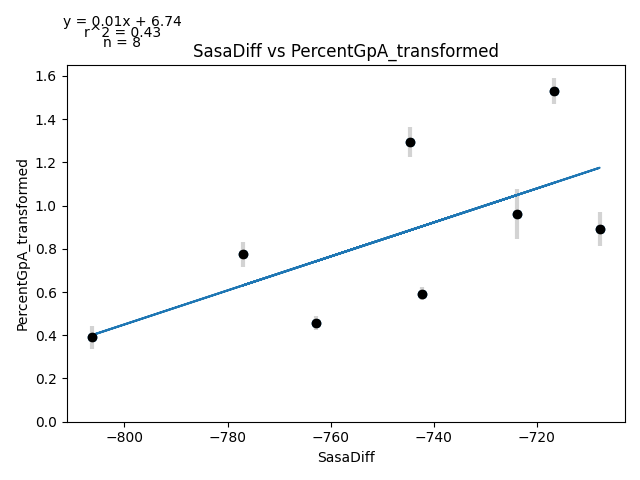 y = 0.01x + 6.74
r^2 = 0.43
n = 8
SasaDiff vs PercentGpA_transformed
PercentGpA_transformed
1.6
1.4
1.2
1.0
0.8
0.6
0.4
0.2
0.0
−800
−780
−760
−740
−720
SasaDiff